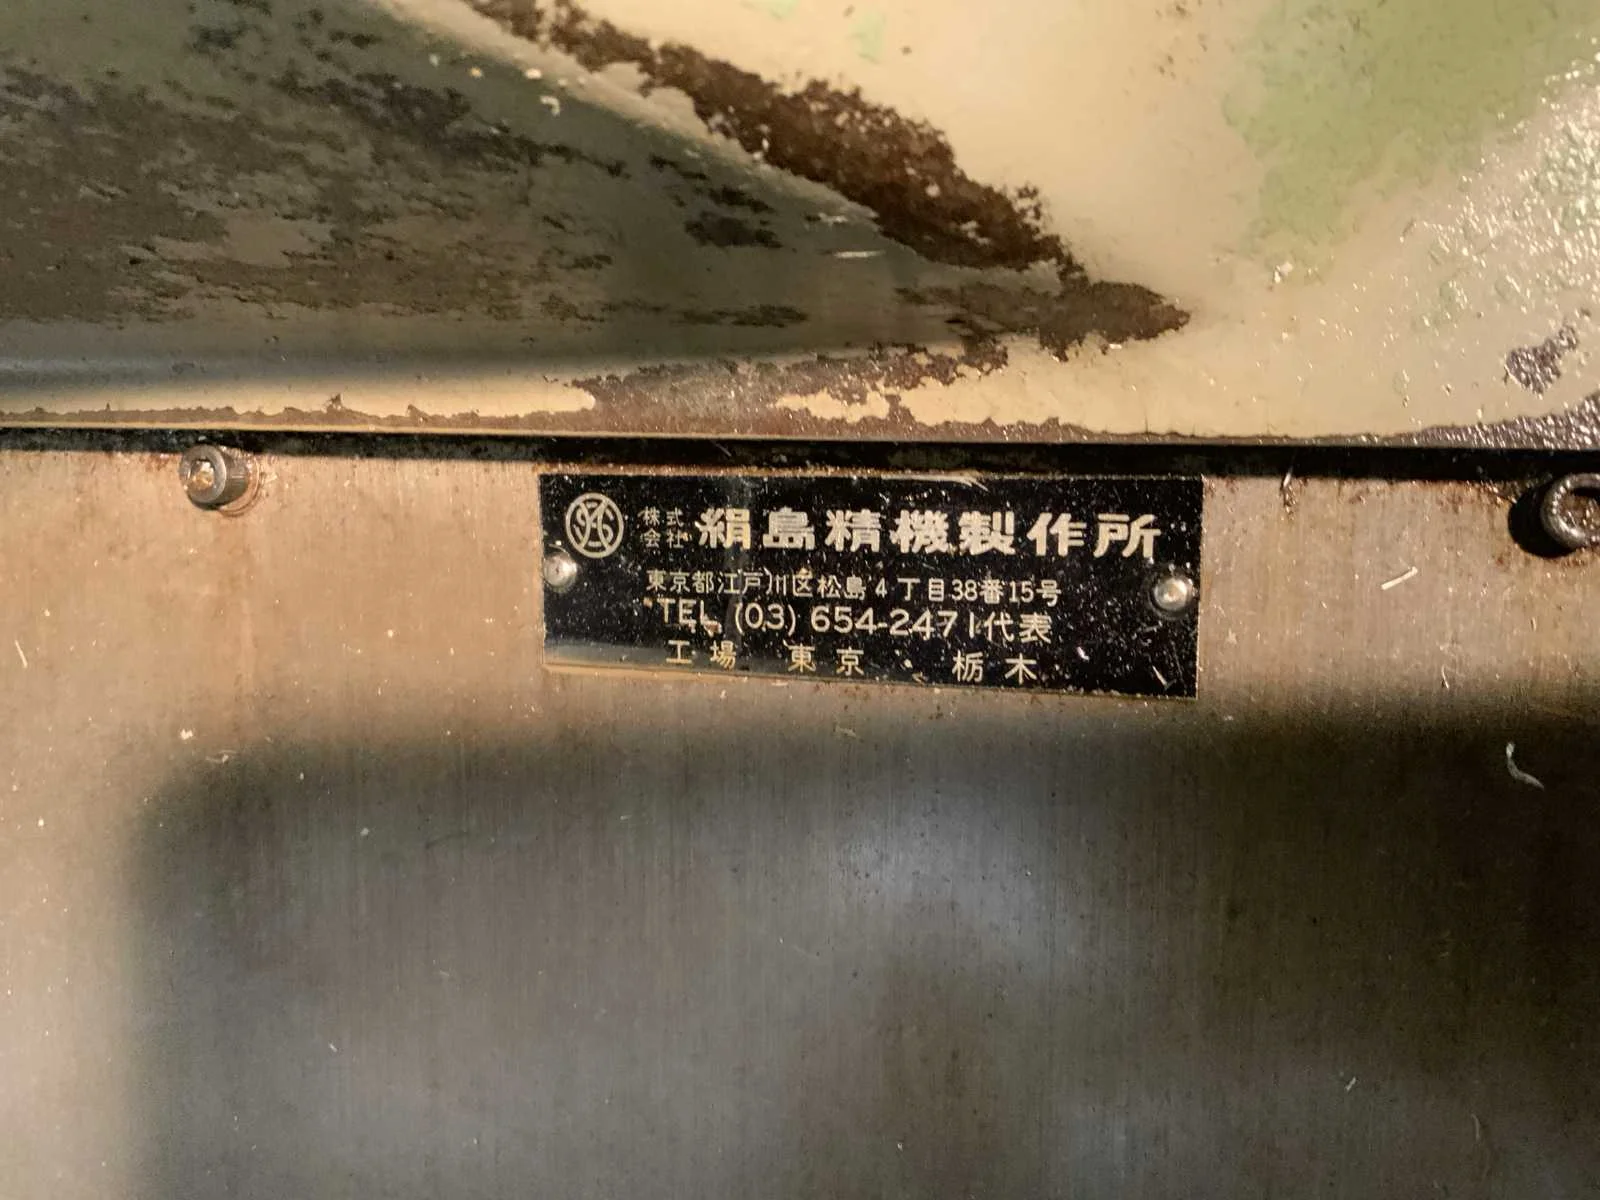 株式会社 絹島精機製作所
東京都江戸川区松島4丁目38番15号
TEL (03) 654-2471代表
工場 東京・栃木